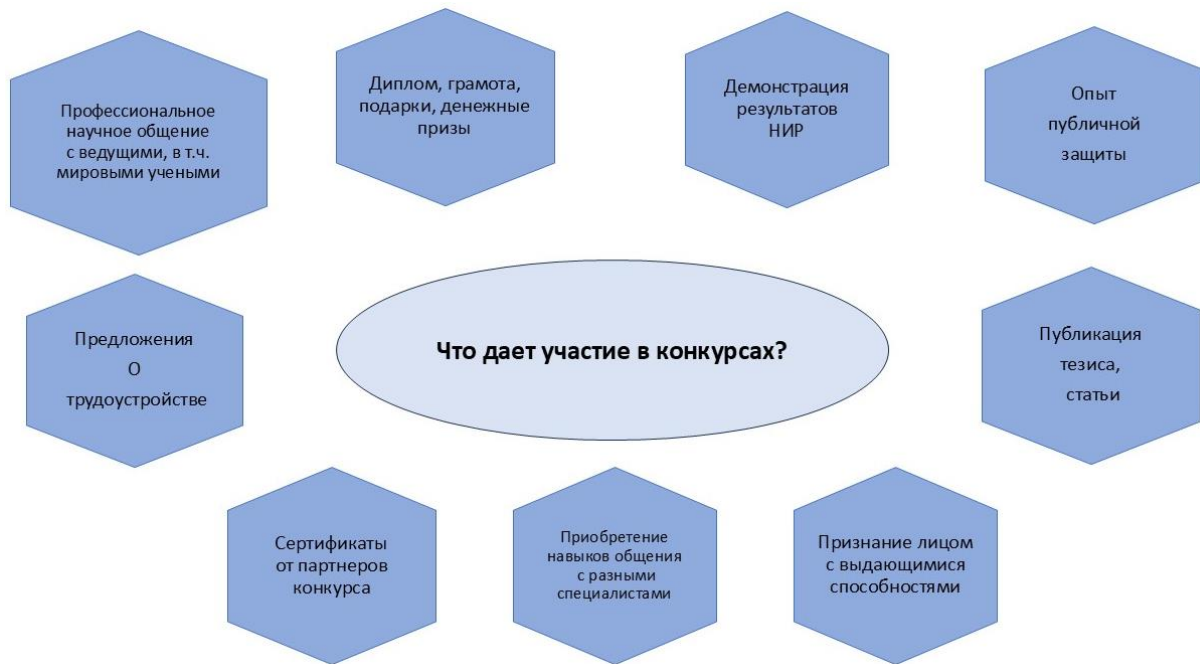 Профессиональное
научное общение
с ведущими, в т.ч.
мировыми учеными
Диплом, грамота,
подарки, денежные
призы
Демонстрация
результатов
НИР
Опыт
публичной
защиты
Предложения
О
трудоустройстве
Что дает участие в конкурсах?
Публикация
тезиса,
статьи
Сертификаты
от партнеров
конкурса
Приобретение
навыков общения
с разными
специалистами
Признание лицом
с выдающимися
способностями